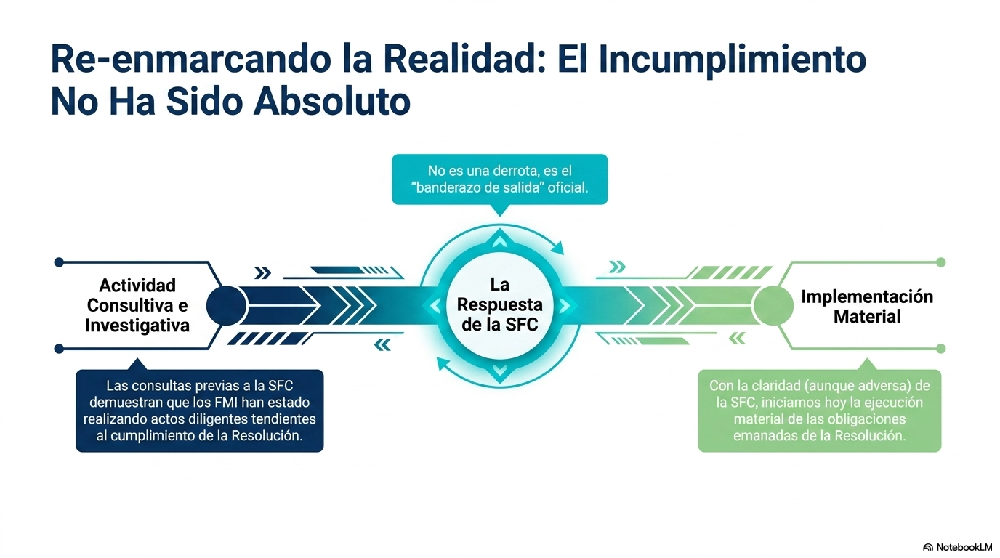 Re-enmarcando la Realidad: El Incumplimiento
No Ha Sido Absoluto
No es una derrota, es el
“banderazo de salida” oficial.
Actividad
Consultiva e
Investigativa
La
Respuesta
de la SFC
Implementación
Material
Las consultas previas a la SFC
demuestran que los FMI han estado
realizando actos diligentes tendientes
al cumplimiento de la Resolución.
Con la claridad (aunque adversa) de
la SFC, iniciamos hoy la ejecución
material de las obligaciones
emanadas de la Resolución.
NotebookLM